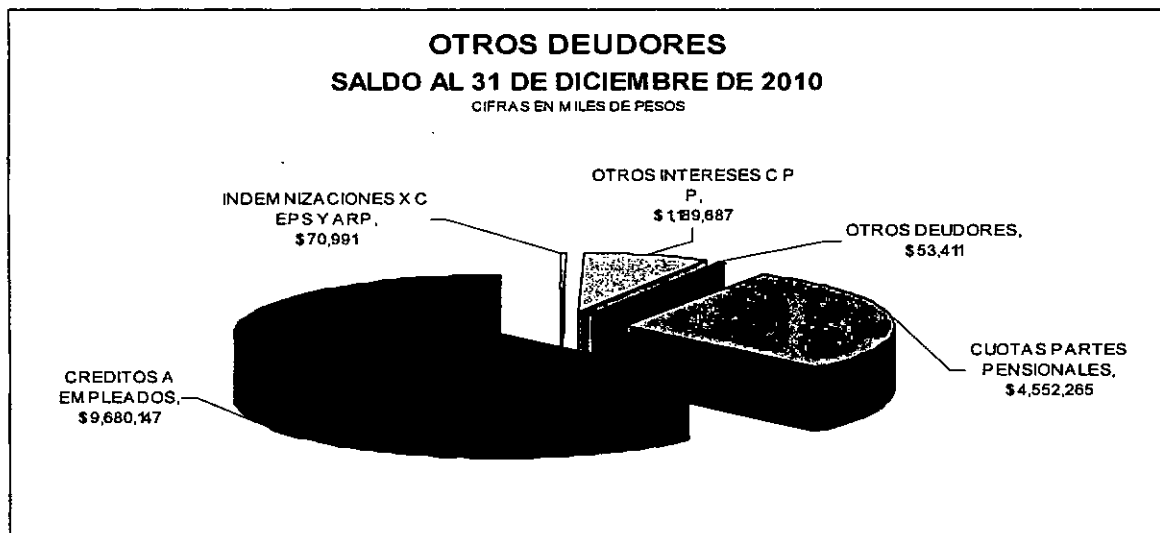 OTROS DEUDORES
SALDO AL 31 DE DICIEMBRE DE 2010
CIFRAS EN MILES DE PESOS
INDEMNIZACIONES X C
EPS Y ARP,
$70,991
OTROS INTERESES C P
P,
$1,189,687
OTROS DEUDORES,
$53,411
CUOTAS PARTES
PENSIONALES,
$4,552,265
CREDITOS A
EMPLEADOS,
$9,680,147